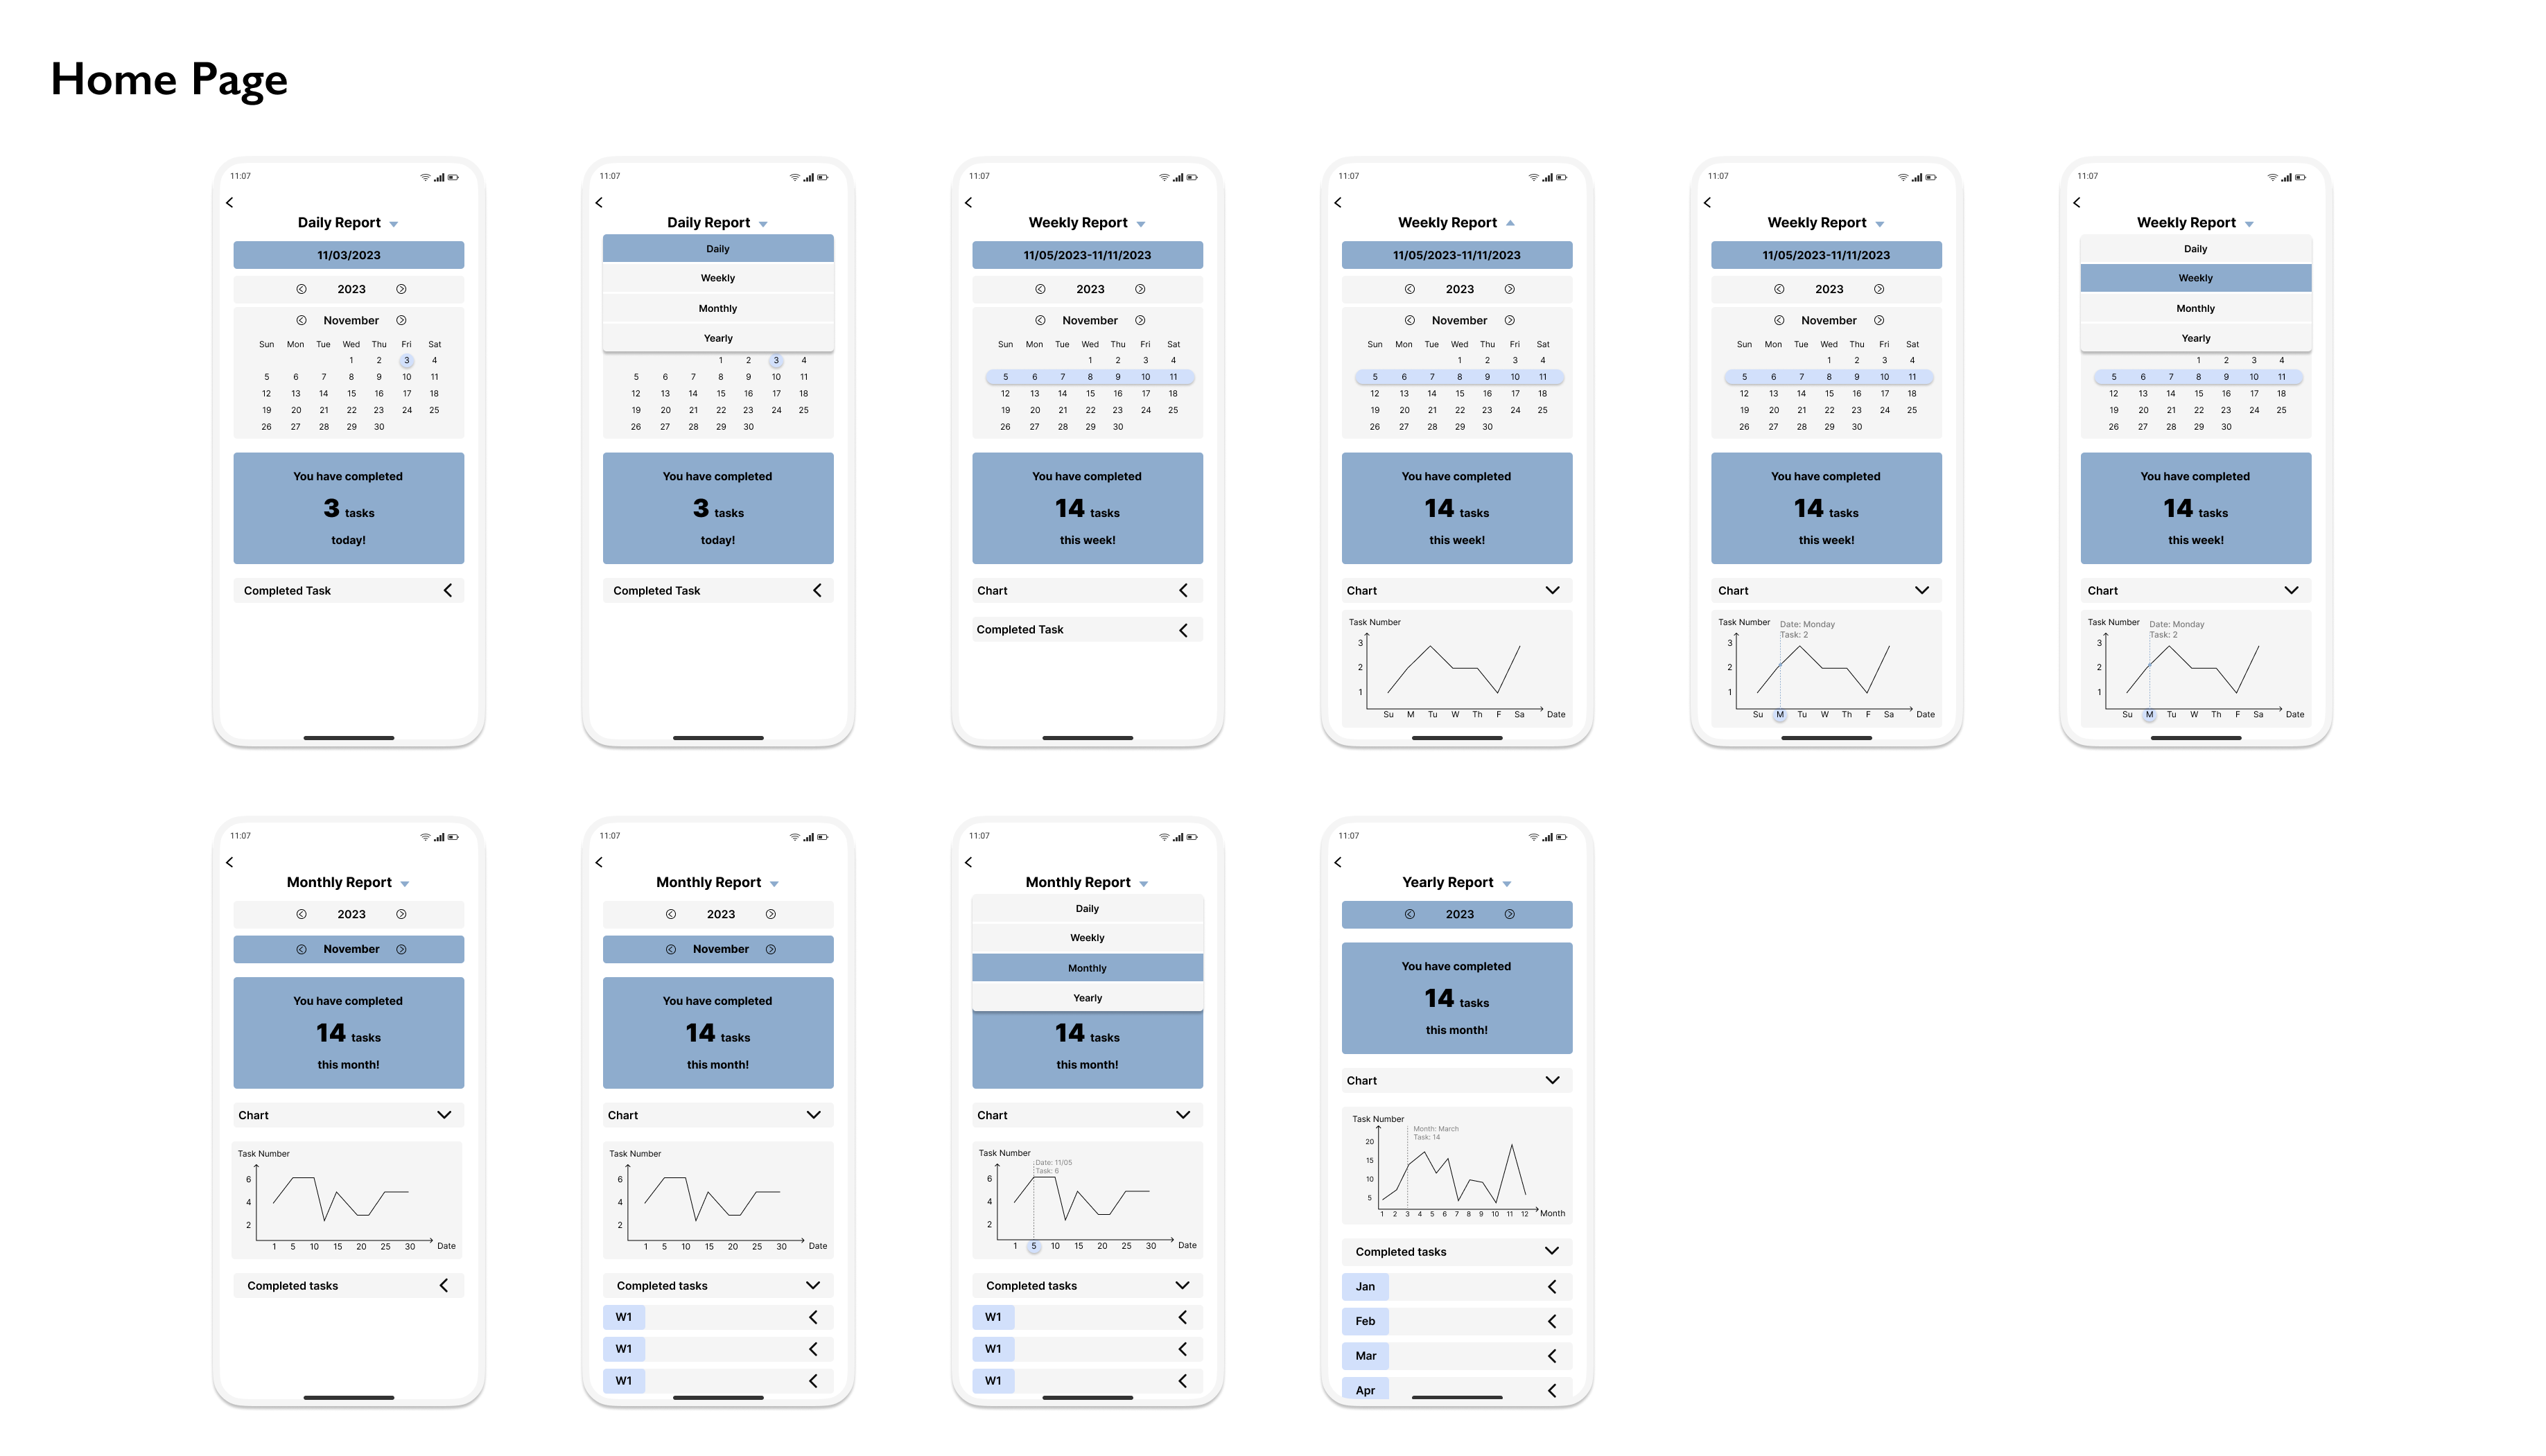 Home Page
11:07
Daily Report
11/03/2023
2023
November
Sun Mon Tue Wed Thu Fri Sat
1 2 3 4
5 6 7 8 9 10 11
12 13 14 15 16 17 18
19 20 21 22 23 24 25
26 27 28 29 30
You have completed
3 tasks
today!
Completed Task
11:07
Daily Report
Daily
Weekly
Monthly
Yearly
1 2 3 4
5 6 7 8 9 10 11
12 13 14 15 16 17 18
19 20 21 22 23 24 25
26 27 28 29 30
You have completed
3 tasks
today!
Completed Task
11:07
Weekly Report
11/05/2023-11/11/2023
2023
November
Sun Mon Tue Wed Thu Fri Sat
1 2 3 4
5 6 7 8 9 10 11
12 13 14 15 16 17 18
19 20 21 22 23 24 25
26 27 28 29 30
You have completed
14 tasks
this week!
Chart
Completed Task
11:07
Weekly Report
11/05/2023-11/11/2023
2023
November
Sun Mon Tue Wed Thu Fri Sat
1 2 3 4
5 6 7 8 9 10 11
12 13 14 15 16 17 18
19 20 21 22 23 24 25
26 27 28 29 30
You have completed
14 tasks
this week!
Chart
Task Number
3
2
1
Su M Tu W Th F Sa Date
11:07
Weekly Report
11/05/2023-11/11/2023
2023
November
Sun Mon Tue Wed Thu Fri Sat
1 2 3 4
5 6 7 8 9 10 11
12 13 14 15 16 17 18
19 20 21 22 23 24 25
26 27 28 29 30
You have completed
14 tasks
this week!
Chart
Task Number
Date: Monday
Task: 2
3
2
1
Su M Tu W Th F Sa Date
11:07
Weekly Report
Daily
Weekly
Monthly
Yearly
1 2 3 4
5 6 7 8 9 10 11
12 13 14 15 16 17 18
19 20 21 22 23 24 25
26 27 28 29 30
You have completed
14 tasks
this week!
Chart
Task Number
Date: Monday
Task: 2
3
2
1
Su M Tu W Th F Sa Date
11:07
Monthly Report
2023
November
You have completed
14 tasks
this month!
Chart
Task Number
6
4
2
1 5 10 15 20 25 30 Date
Completed tasks
11:07
Monthly Report
2023
November
You have completed
14 tasks
this month!
Chart
Task Number
6
4
2
1 5 10 15 20 25 30 Date
Completed tasks
W1
W1
W1
11:07
Monthly Report
Daily
Weekly
Monthly
Yearly
14 tasks
this month!
Chart
Task Number
Date: 11/05
Task: 6
6
4
2
1 5 10 15 20 25 30 Date
Completed tasks
W1
W1
W1
11:07
Yearly Report
2023
You have completed
14 tasks
this month!
Chart
Task Number
Month: March
Task: 14
20
15
10
5
1 2 3 4 5 6 7 8 9 10 11 12 Month
Completed tasks
Jan
Feb
Mar
Apr